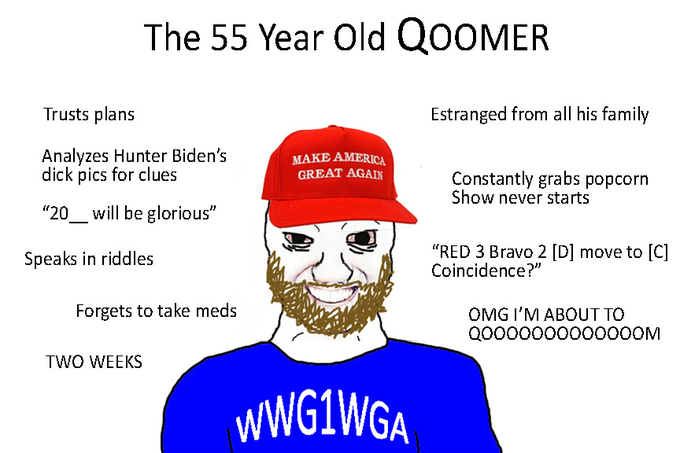 The 55 Year Old QOOMER
Trusts plans
Analyzes Hunter Biden's
dick pics for clues
"20__ will be glorious"
Speaks in riddles
Forgets to take meds
TWO WEEKS
MAKE AMERICA
GREAT AGAIN
WWG1WGA
Estranged from all his family
Constantly grabs popcorn
Show never starts
"RED 3 Bravo 2 [D] move to [C]
Coincidence?"
OMG I'M ABOUT TO
QOOOOOOOOOOOOOM